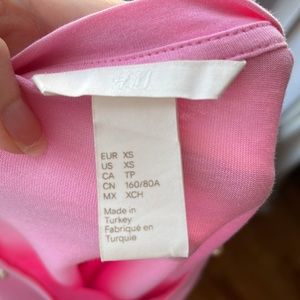 H&M
EUR XS
US XS
CA TP
CN 160/80A
MX XCH
Made in
Turkey
Fabriqué en
Turquie